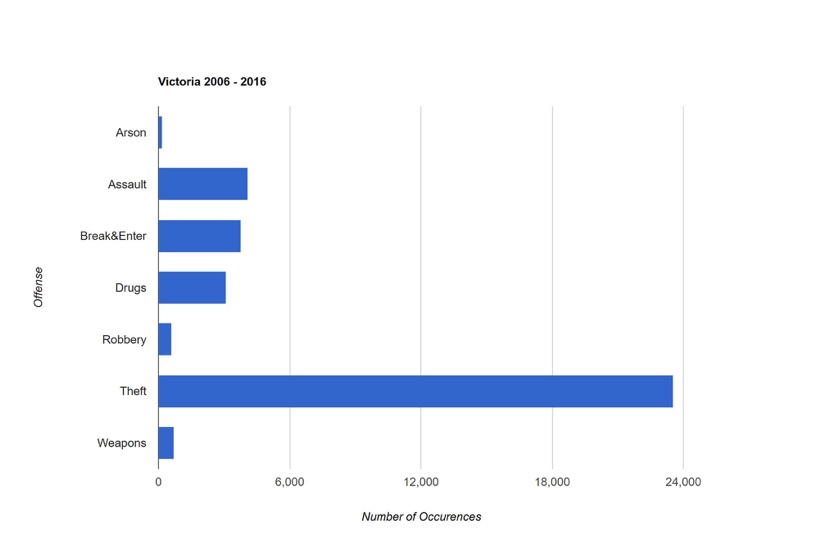 Victoria 2006 - 2016
Arson
Assault
Break&Enter
Drugs
Robbery
Theft
Weapons
Offense
0
6,000
12,000
18,000
24,000
Number of Occurences